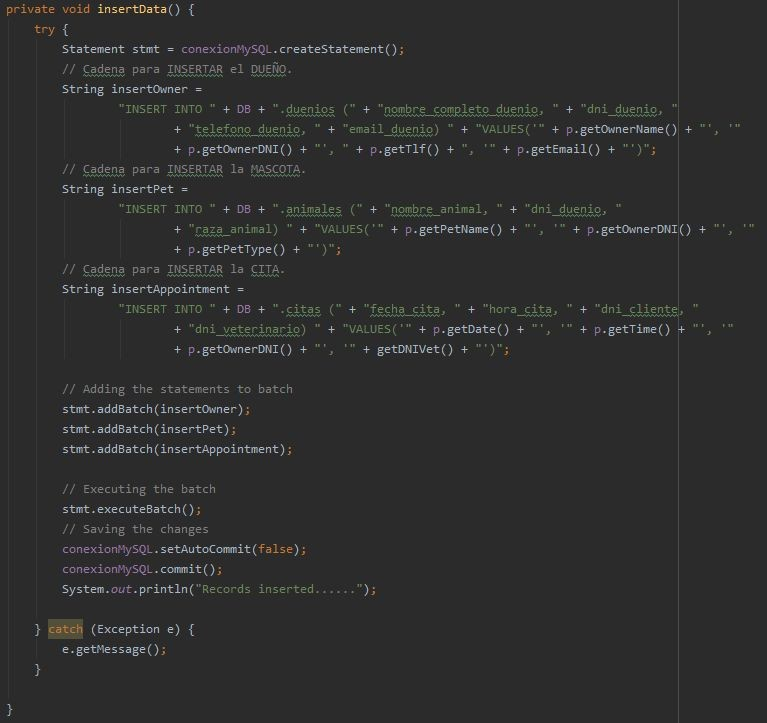 private void insertData() {
try {
Statement stmt = conexionMySQL.createStatement();
// Cadena para INSERTAR el DUEÑO.
String insertOwner =
"INSERT INTO " + DB + ".duenios (" + "nombre_completo_duenio, " + "dni_duenio, "
+ "telefono_duenio, " + "email_duenio) " + "VALUES('" + p.getOwnerName() + "', '"
+ p.getOwnerDNI() + "', " + p.getTlf() + ", '" + p.getEmail() + "')";
// Cadena para INSERTAR la MASCOTA.
String insertPet =
"INSERT INTO " + DB + ".animales (" + "nombre_animal, " + "dni_duenio, "
+ "raza_animal) " + "VALUES('" + p.getPetName() + "', '" + p.getOwnerDNI() + "', '"
+ p.getPetType() + "')";
// Cadena para INSERTAR la CITA.
String insertAppointment =
"INSERT INTO " + DB + ".citas (" + "fecha_cita, " + "hora_cita, " + "dni_cliente, "
+ "dni_veterinario) " + "VALUES('" + p.getDate() + "', '" + p.getTime() + "', '"
+ p.getOwnerDNI() + "', '" + getDNIVet() + "')";
// Adding the statements to batch
stmt.addBatch(insertOwner);
stmt.addBatch(insertPet);
stmt.addBatch(insertAppointment);
// Executing the batch
stmt.executeBatch();
// Saving the changes
conexionMySQL.setAutoCommit(false);
conexionMySQL.commit();
System.out.println("Records inserted......");
} catch (Exception e) {
e.getMessage();
}
}